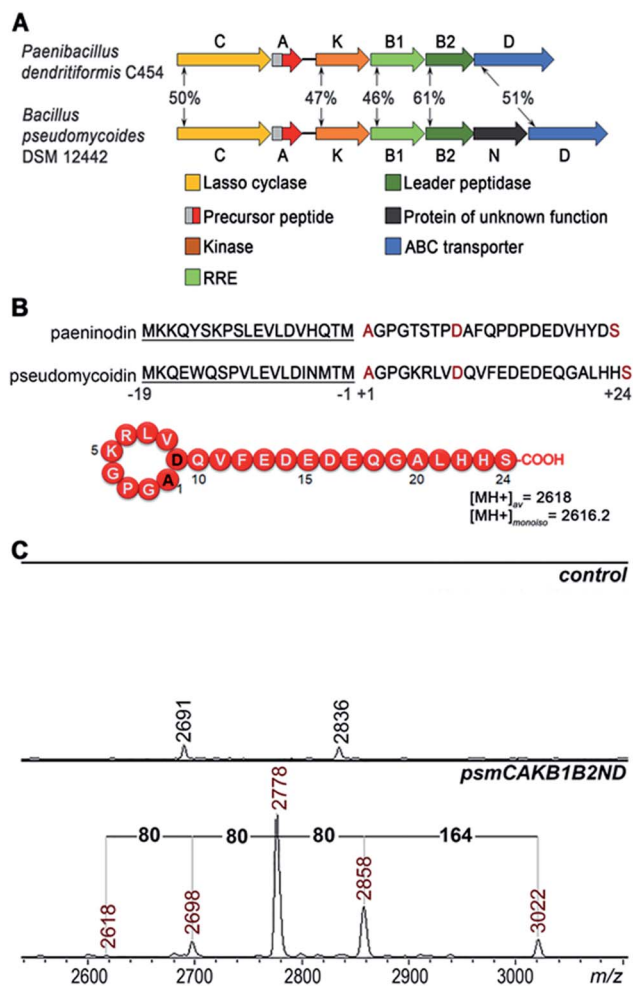 A
C A K B1 B2 D
Paenibacillus
dendritiformis C454
50% 47% 46% 61% 51%
Bacillus
pseudomycoides
DSM 12442
C A K B1 B2 N D
Lasso cyclase Leader peptidase
Precursor peptide Protein of unknown function
Kinase ABC transporter
RRE
B
paeninodin MKKQYSKPSLEVLDVHQTM AGPGTSTPDAFQPDPDEDVHYDS
pseudomycoidin MKQEWQSPVLEVLDINMTM AGPGKRLVDQVFEDEDEQGALHHS
-19 -1 +1 +24
A G P G K R L V D Q V F E D E D E Q G A L H H S -COOH
1 5 10 15 20 24
[MH+]av = 2618
[MH+]monoiso = 2616.2
C
control
2691 2836
psmCAKB1B2ND
2778
80 80 80 164
2618 2698 2858 3022
2600 2700 2800 2900 3000 m/z